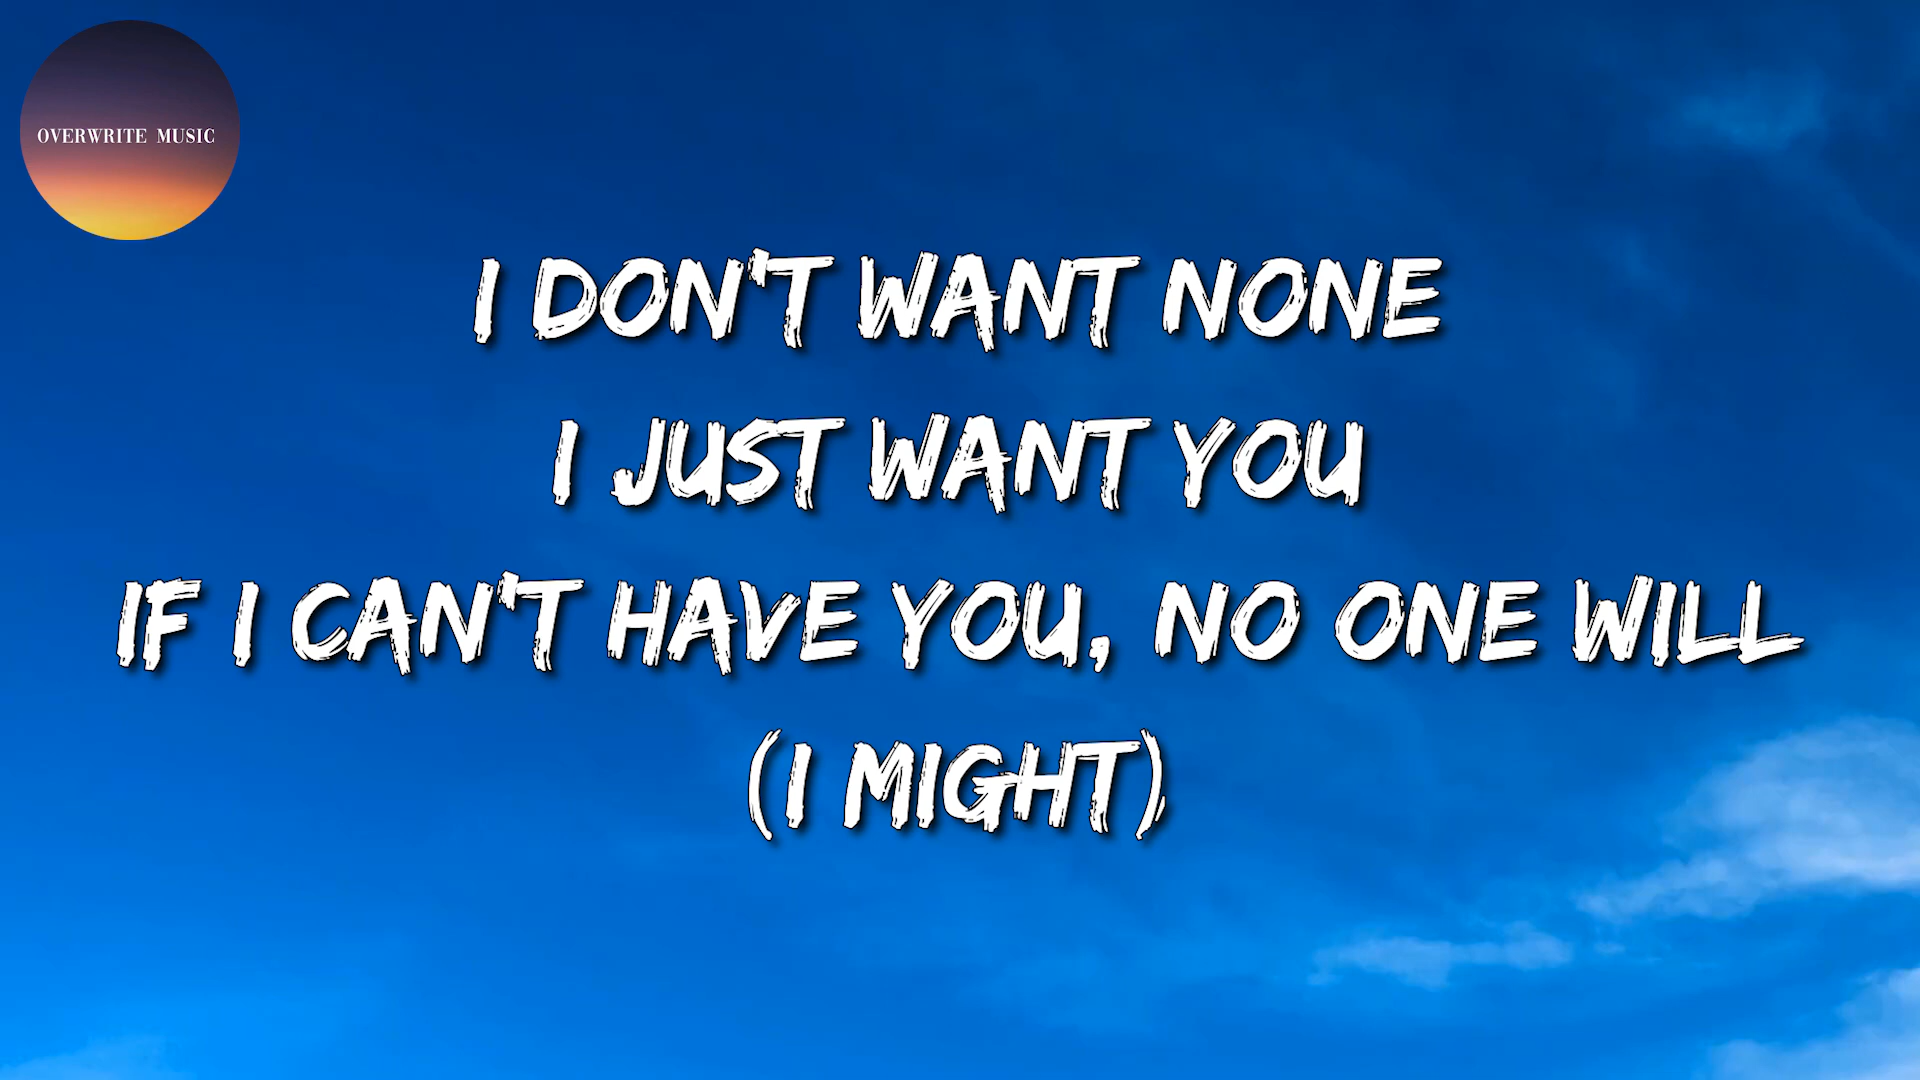 OVERWRITE MUSIC
I DON'T WANT NONE
I JUST WANT YOU
IF I CAN'T HAVE YOU, NO ONE WILL
(I MIGHT)